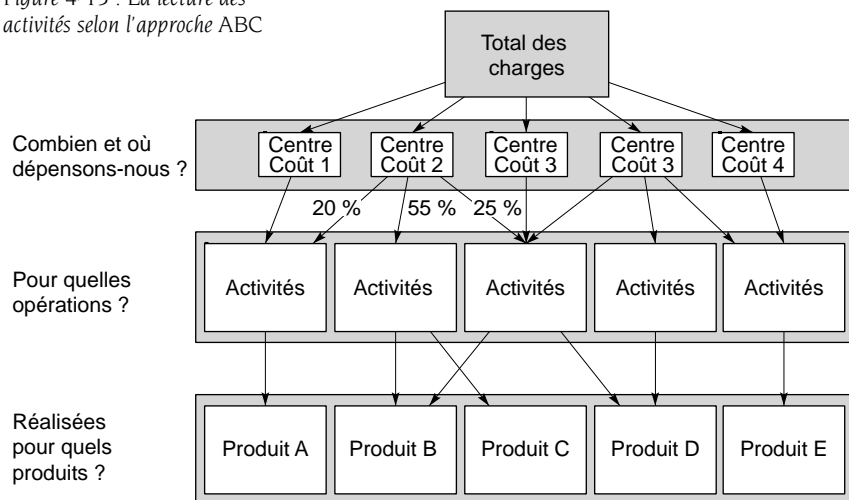 Figure 4-15 : La lecture des
activités selon l'approche ABC
Total des
charges
Combien et où
dépensons-nous ?
Centre
Coût 1
Centre
Coût 2
Centre
Coût 3
Centre
Coût 3
Centre
Coût 4
20 %
55 %
25 %
Pour quelles
opérations ?
Activités
Activités
Activités
Activités
Activités
Réalisées
pour quels
produits ?
Produit A
Produit B
Produit C
Produit D
Produit E